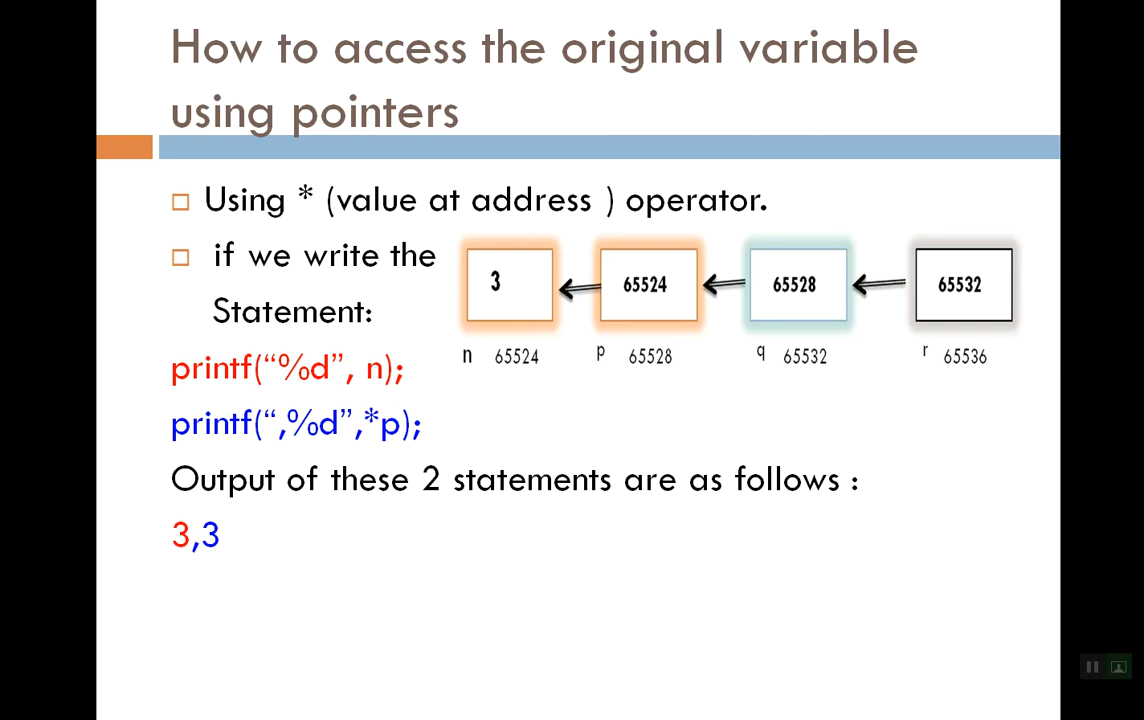 How to access the original variable
using pointers
Using * (value at address ) operator.
if we write the
Statement:
3 65524 65528 65532
n 65524 p 65528 q 65532 r 65536
printf(“%d”, n);
printf(“,%d”,*p);
Output of these 2 statements are as follows :
3,3